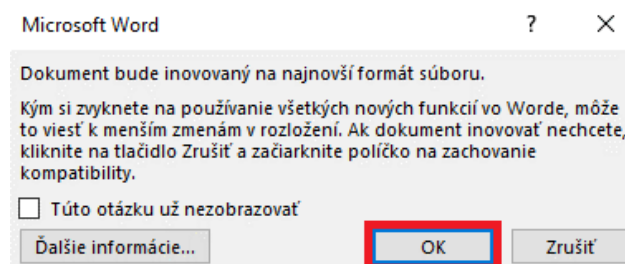 Microsoft Word ?
Dokument bude inovovaný na najnovší formát súboru.
Kým si zvyknete na používanie všetkých nových funkcií vo Worde, môže
to viesť k menším zmenám v rozložení. Ak dokument inovovať nechcete,
kliknite na tlačidlo Zrušiť a začiarknite políčko na zachovanie
kompatibility.
Túto otázku už nezobrazovať
Ďalšie informácie... OK Zrušiť